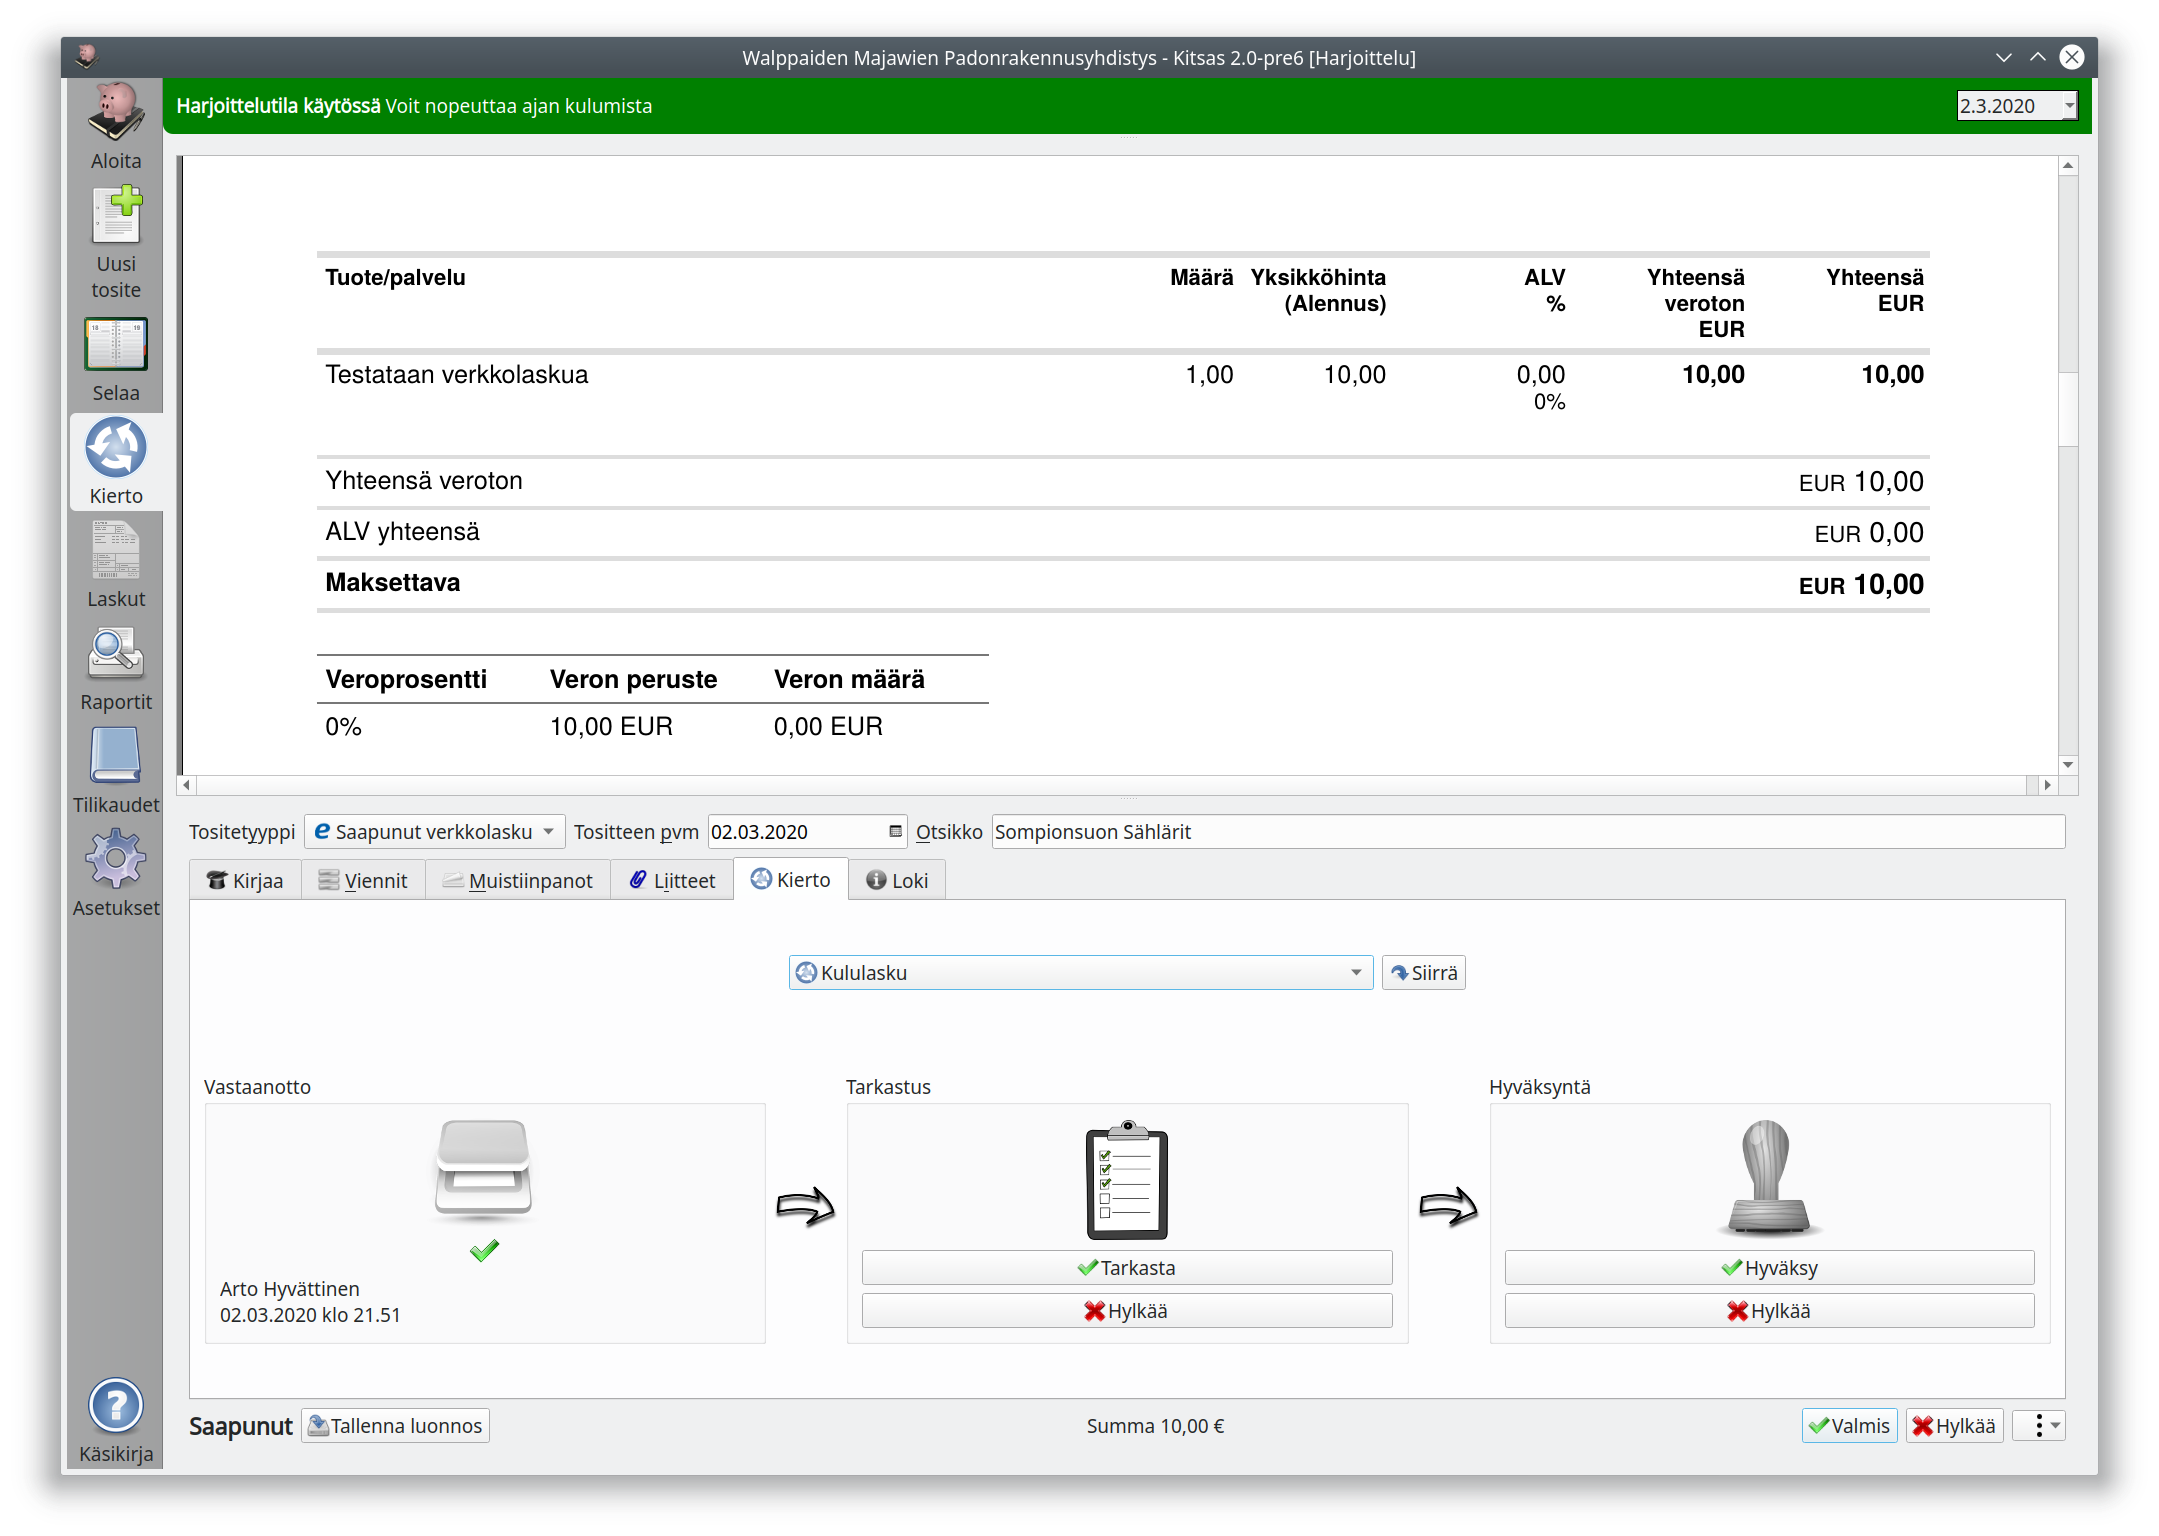 Walppaiden Majawien Padonrakennusyhdistys - Kitsas 2.0-pre6 [Harjoittelu]
Harjoittelutila käytössä Voit nopeuttaa ajan kulumista
2.3.2020
Aloita
Uusi
tosite
Selaa
Kierto
Laskut
Raportit
Tilikaudet
Asetukset
Käsikirja
Tuote/palvelu Määrä Yksikköhinta ALV Yhteensä Yhteensä
(Alennus) % veroton EUR
EUR
Testataan verkkolaskua 1,00 10,00 0,00 10,00 10,00
0%
Yhteensä veroton EUR 10,00
ALV yhteensä EUR 0,00
Maksettava EUR 10,00
Veroprosentti Veron peruste Veron määrä
0% 10,00 EUR 0,00 EUR
Tositetyyppi Saapunut verkkolasku Tositteen pvm 02.03.2020 Otsikko Sompionsuon Sählärit
Kirjaa Viennit Muistiinpanot Liitteet Kierto Loki
Kululasku Siirrä
Vastaanotto Tarkastus Hyväksyntä
Tarkasta Hyväksy
Arto Hyvättinen
02.03.2020 klo 21.51 Hylkää Hylkää
Saapunut Tallenna luonnos Summa 10,00 € Valmis Hylkää